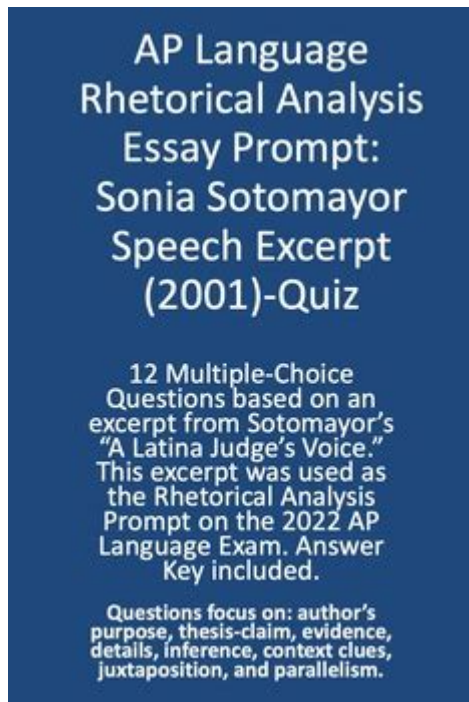 AP Language
Rhetorical Analysis
Essay Prompt:
Sonia Sotomayor
Speech Excerpt
(2001)-Quiz
12 Multiple-Choice
Questions based on an
excerpt from Sotomayor's
"A Latina Judge's Voice."
This excerpt was used as
the Rhetorical Analysis
Prompt on the 2022 AP
Language Exam. Answer
Key included.
Questions focus on: author's
purpose, thesis-claim, evidence,
details, inference, context clues,
juxtaposition, and parallelism.